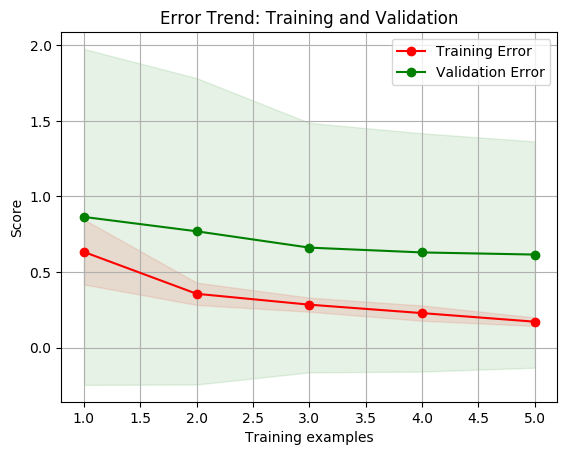 Error Trend: Training and Validation
Training Error
Validation Error
Score
2.0
1.5
1.0
0.5
0.0
1.0 1.5 2.0 2.5 3.0 3.5 4.0 4.5 5.0
Training examples